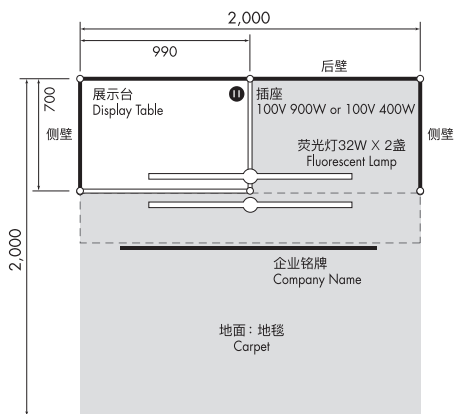 2,000
990
后壁
展示台
Display Table
插座
100V 900W or 100V 400W
700
侧壁
侧壁
荧光灯32W X 2盏
Fluorescent Lamp
2,000
企业铭牌
Company Name
地面：地毯
Carpet